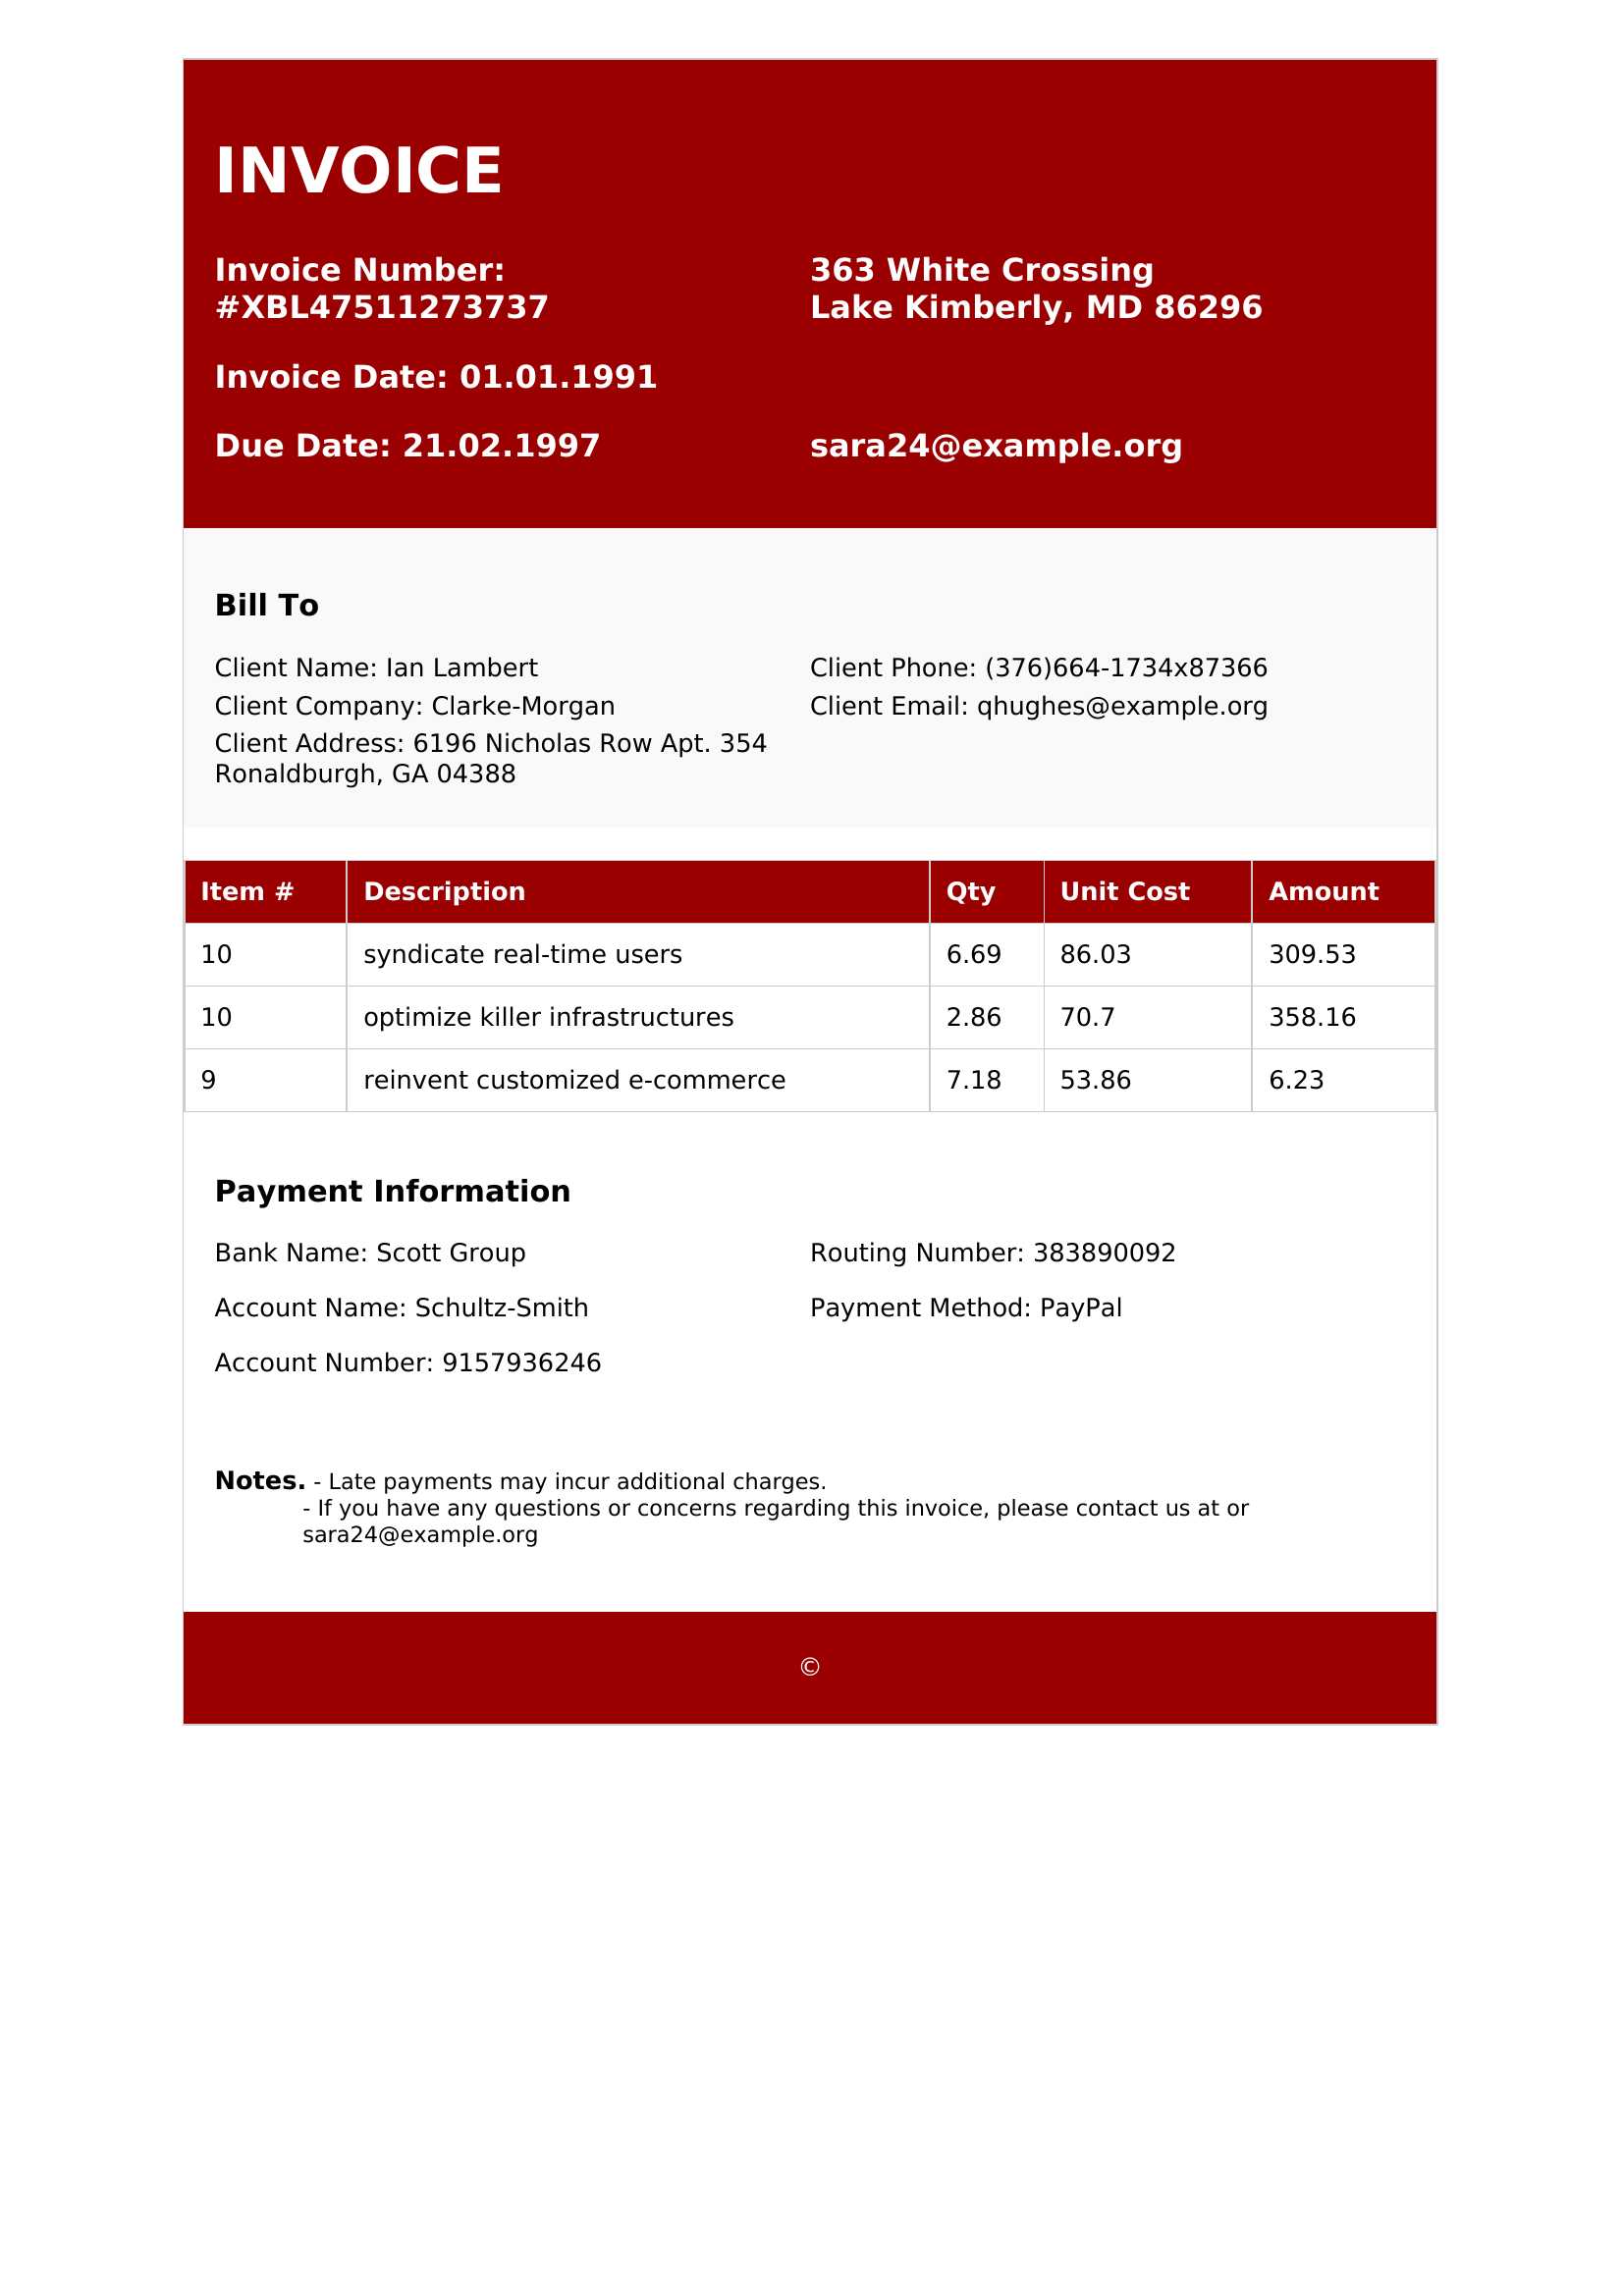 INVOICE
Invoice Number:
#XBL47511273737
363 White Crossing
Lake Kimberly, MD 86296
Invoice Date: 01.01.1991
Due Date: 21.02.1997
sara24@example.org
Bill To
Client Name: Ian Lambert
Client Phone: (376)664-1734x87366
Client Company: Clarke-Morgan
Client Email: qhughes@example.org
Client Address: 6196 Nicholas Row Apt. 354
Ronaldburgh, GA 04388
Item # Description Qty Unit Cost Amount
10 syndicate real-time users 6.69 86.03 309.53
10 optimize killer infrastructures 2.86 70.7 358.16
9 reinvent customized e-commerce 7.18 53.86 6.23
Payment Information
Bank Name: Scott Group
Routing Number: 383890092
Account Name: Schultz-Smith
Payment Method: PayPal
Account Number: 9157936246
Notes. - Late payments may incur additional charges.
- If you have any questions or concerns regarding this invoice, please contact us at or
sara24@example.org
©